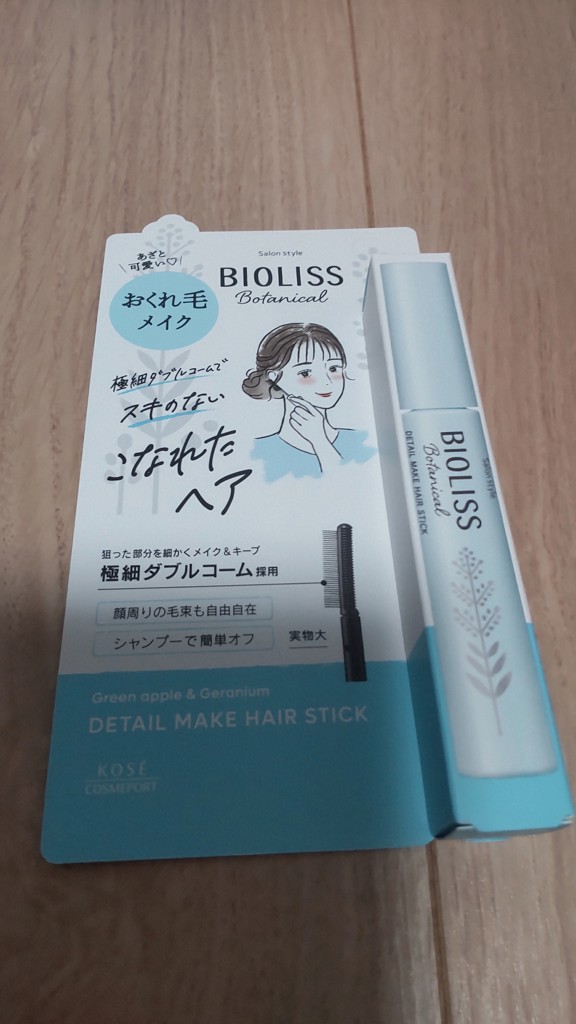 あざと
可愛い♡
おくれ毛
メイク
Salon style
BIOLISS
Botanical
極細ダブルコームで
スキのない
こなれた
ヘア
狙った部分を細かくメイク＆キープ
極細ダブルコーム採用
顔周りの毛束も自由自在
シャンプーで簡単オフ
実物大
Green apple & Geranium
DETAIL MAKE HAIR STICK
KOSÉ
COSMEPORT
Salon style
BIOLISS
Botanical
DETAIL MAKE HAIR STICK